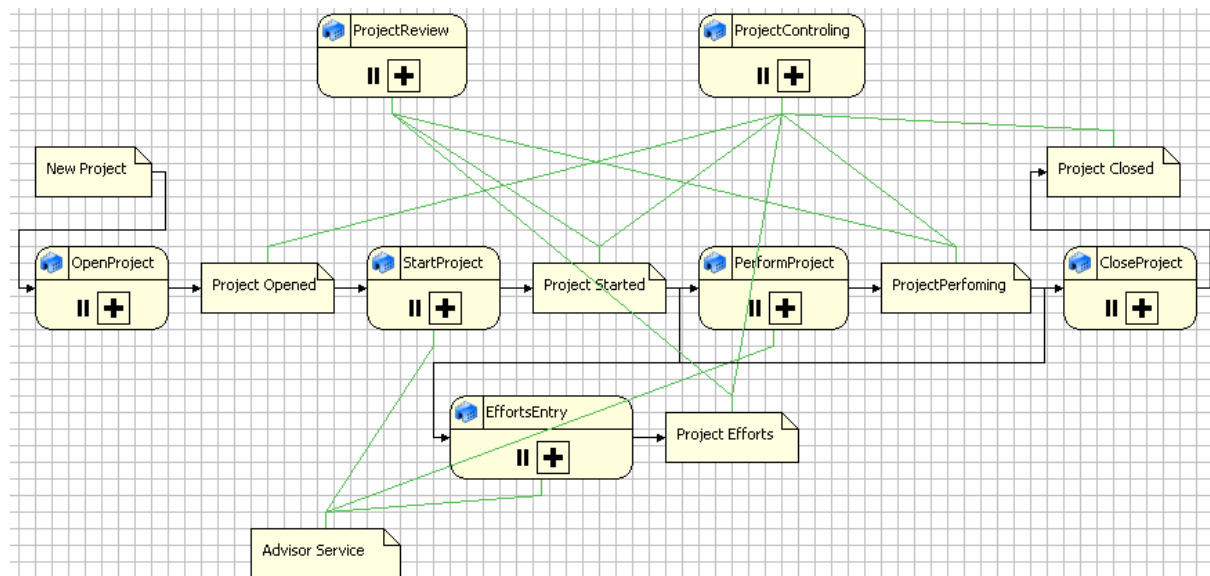 ProjectReview
ProjectControling
New Project
Project Closed
OpenProject
StartProject
PerformProject
CloseProject
Project Opened
Project Started
ProjectPerfoming
EffortsEntry
Project Efforts
Advisor Service